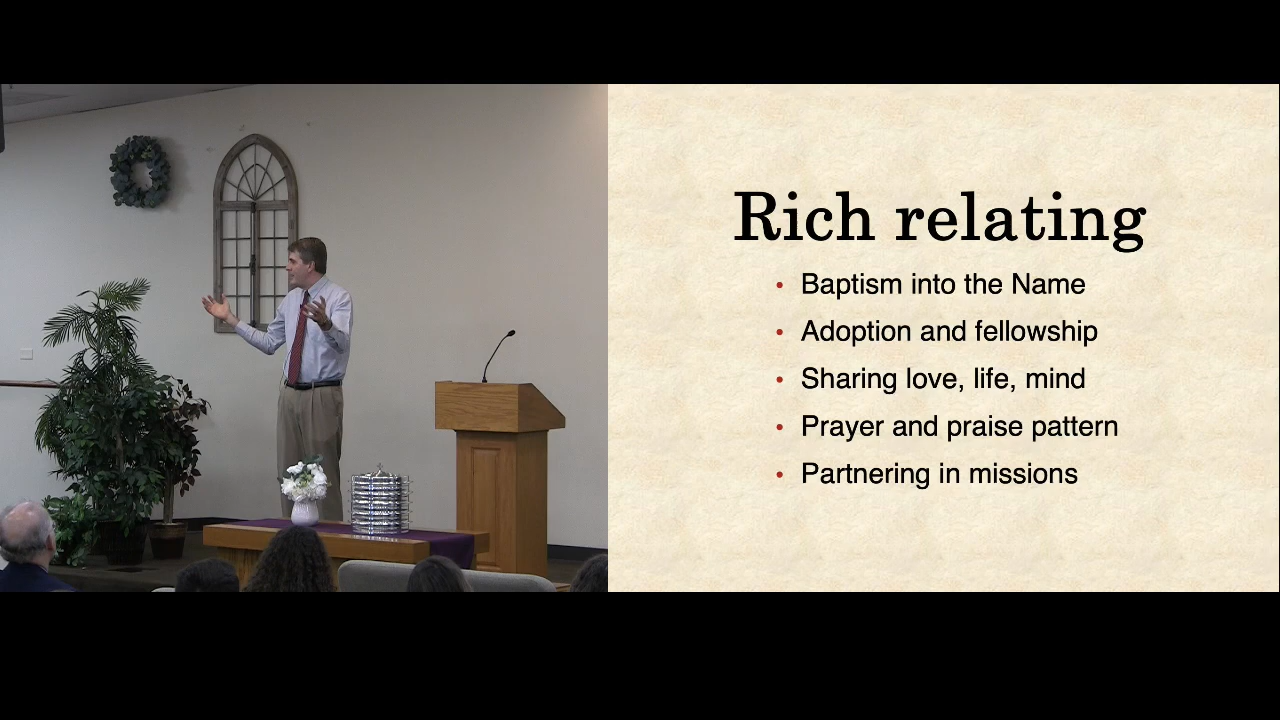 Rich relating
Baptism into the Name
Adoption and fellowship
Sharing love, life, mind
Prayer and praise pattern
Partnering in missions